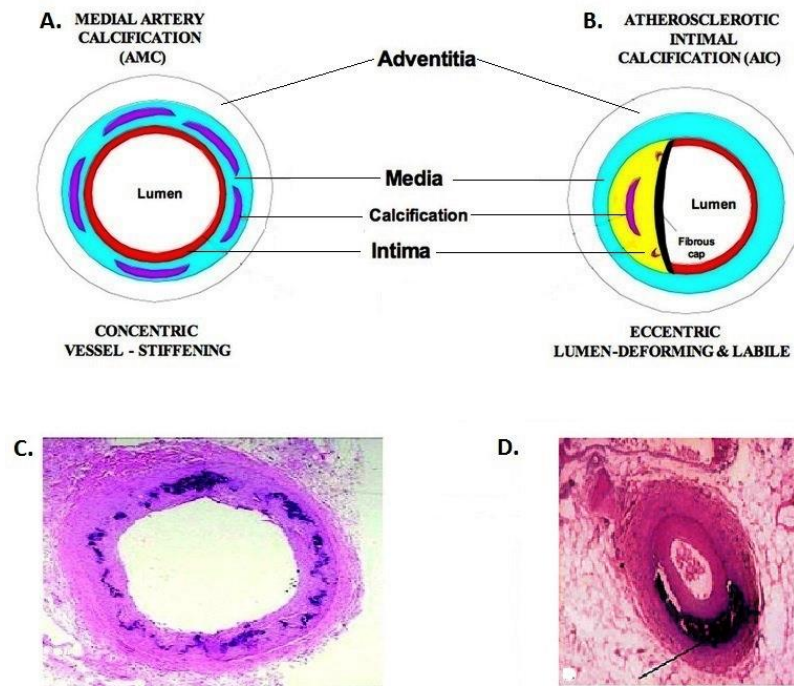 A.
MEDIAL ARTERY
CALCIFICATION
(AMC)
B.
ATHEROSCLEROTIC
INTIMAL
CALCIFICATION (AIC)
Adventitia
Media
Calcification
Intima
Lumen
Lumen
Fibrous
cap
CONCENTRIC
VESSEL - STIFFENING
ECCENTRIC
LUMEN-DEFORMING & LABILE
C.
D.